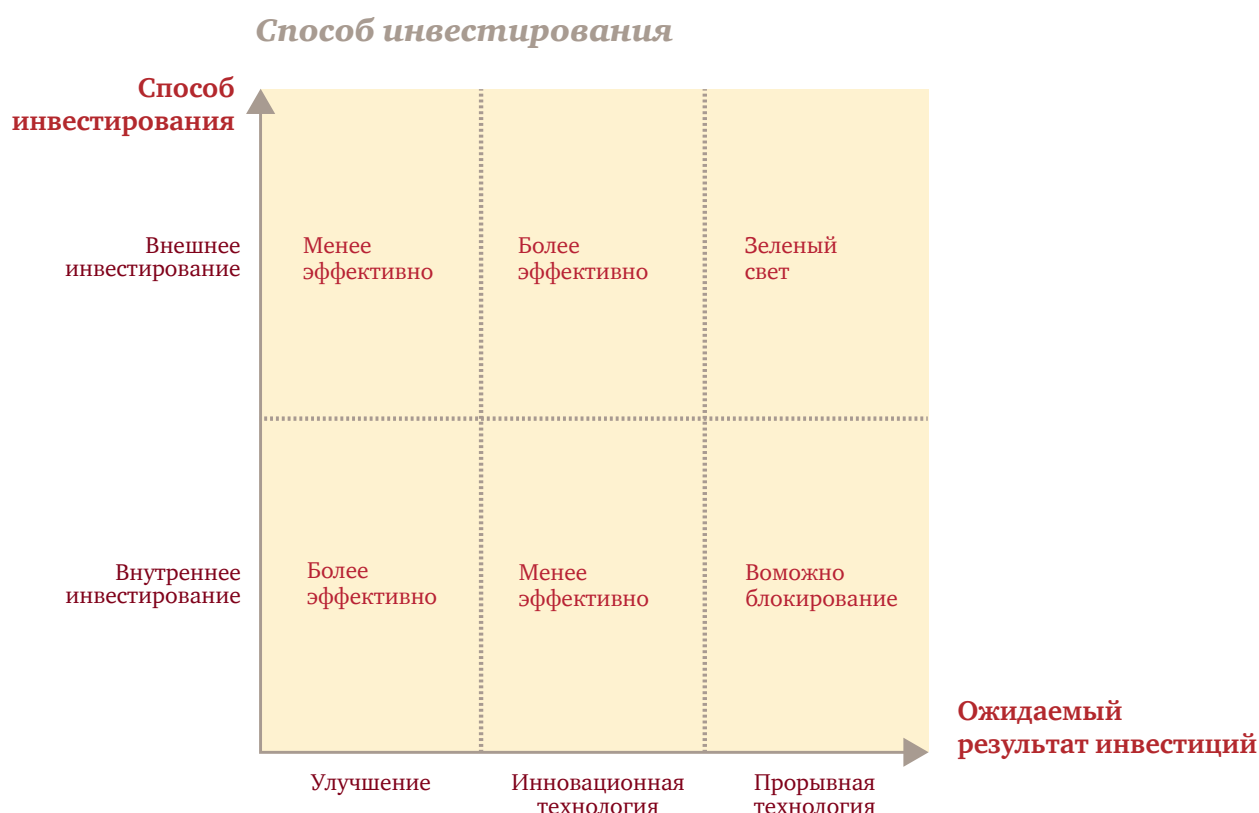 Способ инвестирования
Способ
инвестирования
Внешнее
инвестирование
Менее
эффективно
Более
эффективно
Зеленый
свет
Внутреннее
инвестирование
Более
эффективно
Менее
эффективно
Воможно
блокирование
Ожидаемый
результат инвестиций
Улучшение
Инновационная
технология
Прорывная
технология